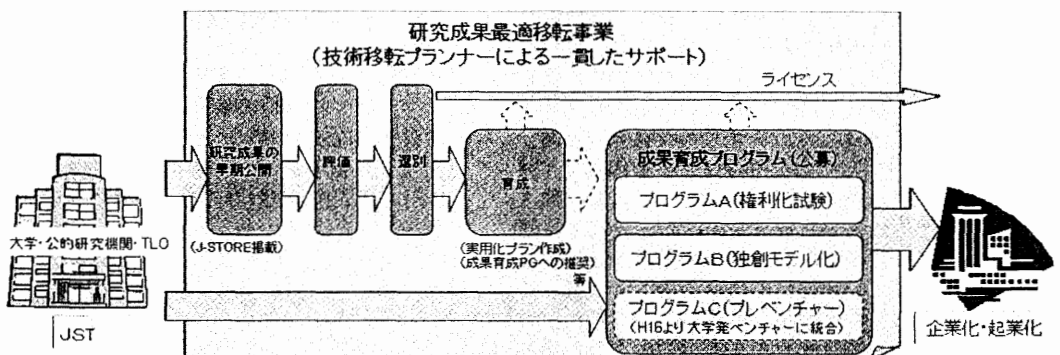 研究成果最適移転事業
(技術移転プランナーによる一貫したサポート)
ライセンス
研究成果の
早期公開
評価
選別
育成
成果育成プログラム(公募)
プログラムA(権利化試験)
大学・公的研究機関・TLO
(J-STORE掲載)
(実用化プラン作成)
(成果育成PGへの推奨)
等
プログラムB(独創モデル化)
プログラムC(プレベンチャー)
(H16より大学発ベンチャーに統合)
JST
企業化・起業化